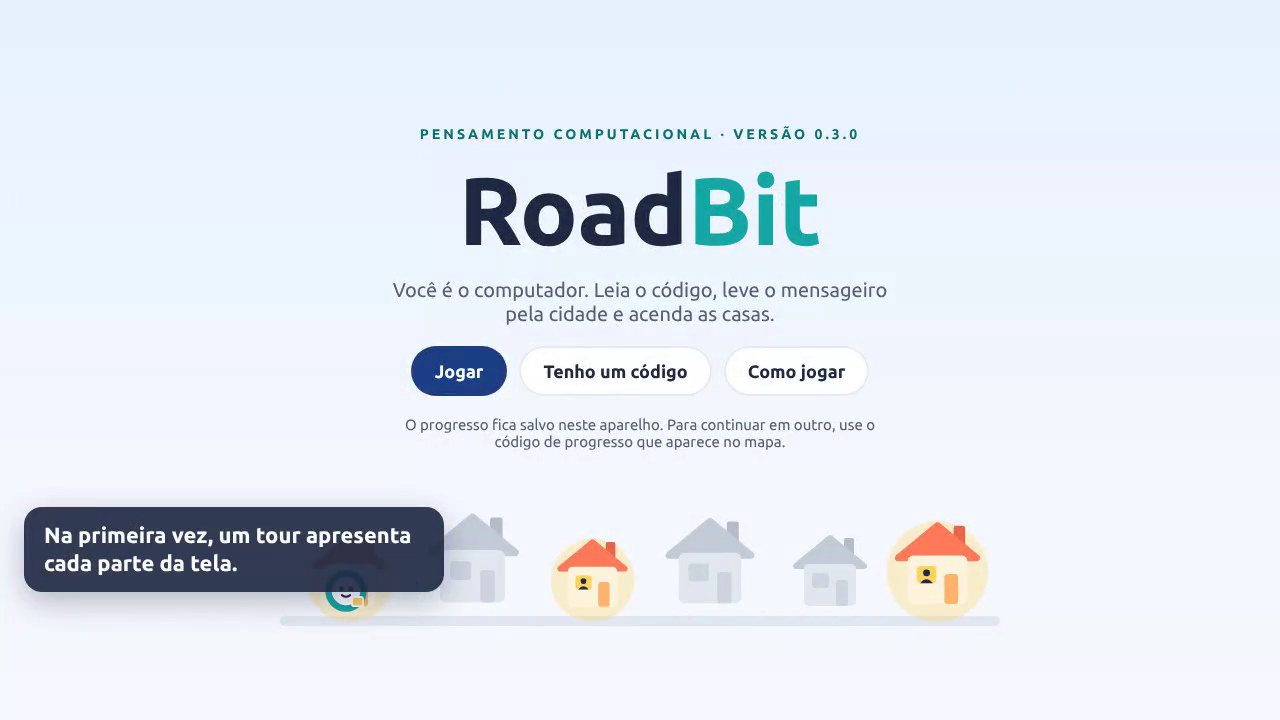 PENSAMENTO COMPUTACIONAL · VERSÃO 0.3.0
RoadBit
Você é o computador. Leia o código, leve o mensageiro
pela cidade e acenda as casas.
Jogar
Tenho um código
Como jogar
O progresso fica salvo neste aparelho. Para continuar em outro, use o
código de progresso que aparece no mapa.
Na primeira vez, um tour apresenta
cada parte da tela.